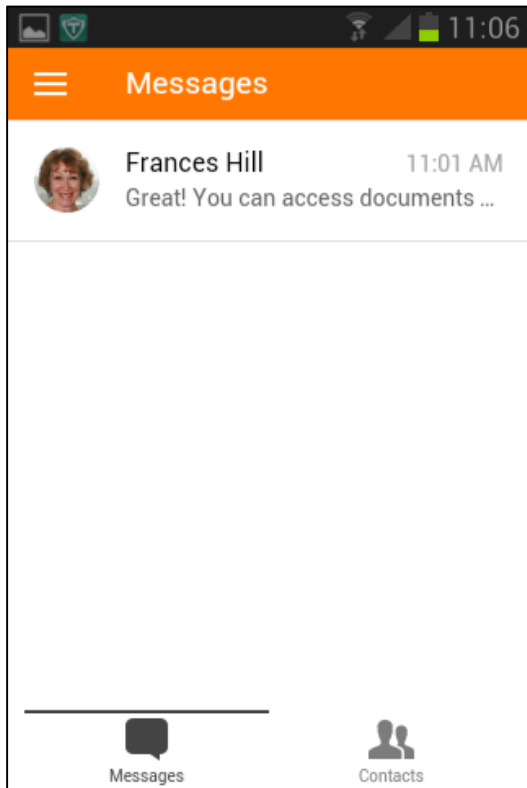 11:06
Messages
Frances Hill 11:01 AM
Great! You can access documents ...
Messages Contacts